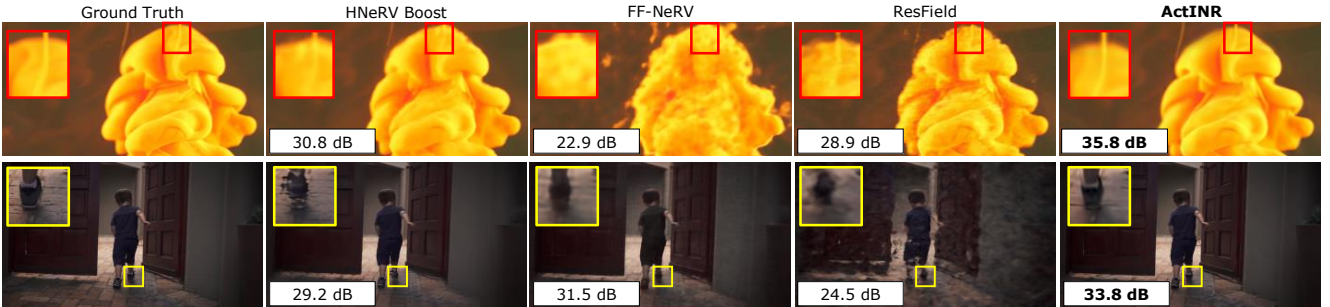 Ground Truth HNeRV Boost FF-NeRV ResField ActINR
30.8 dB 22.9 dB 28.9 dB 35.8 dB
29.2 dB 31.5 dB 24.5 dB 33.8 dB